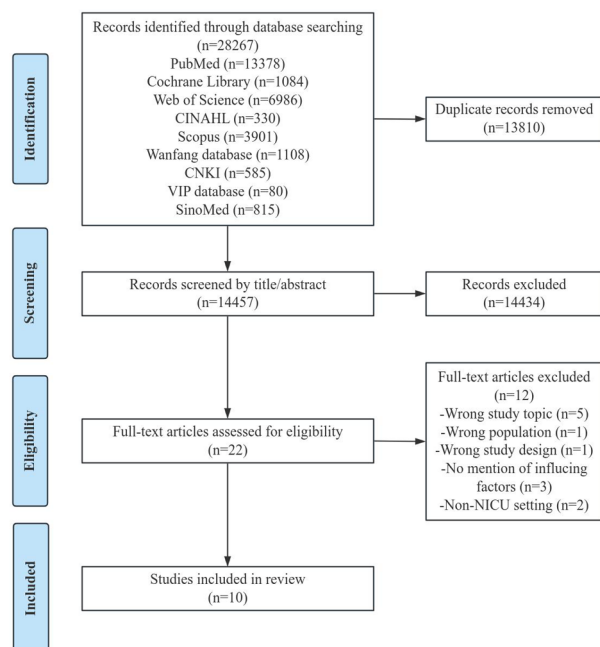 Identification
Records identified through database searching
(n=28267)
PubMed (n=13378)
Cochrane Library (n=1084)
Web of Science (n=6986)
CINAHL (n=330)
Scopus (n=3901)
Wanfang database (n=1108)
CNKI (n=585)
VIP database (n=80)
SinoMed (n=815)
Duplicate records removed
(n=13810)
Screening
Records screened by title/abstract
(n=14457)
Records excluded
(n=14434)
Eligibility
Full-text articles assessed for eligibility
(n=22)
Full-text articles excluded
(n=12)
-Wrong study topic (n=5)
-Wrong population (n=1)
-Wrong study design (n=1)
-No mention of influcing
factors (n=3)
-Non-NICU setting (n=2)
Included
Studies included in review
(n=10)